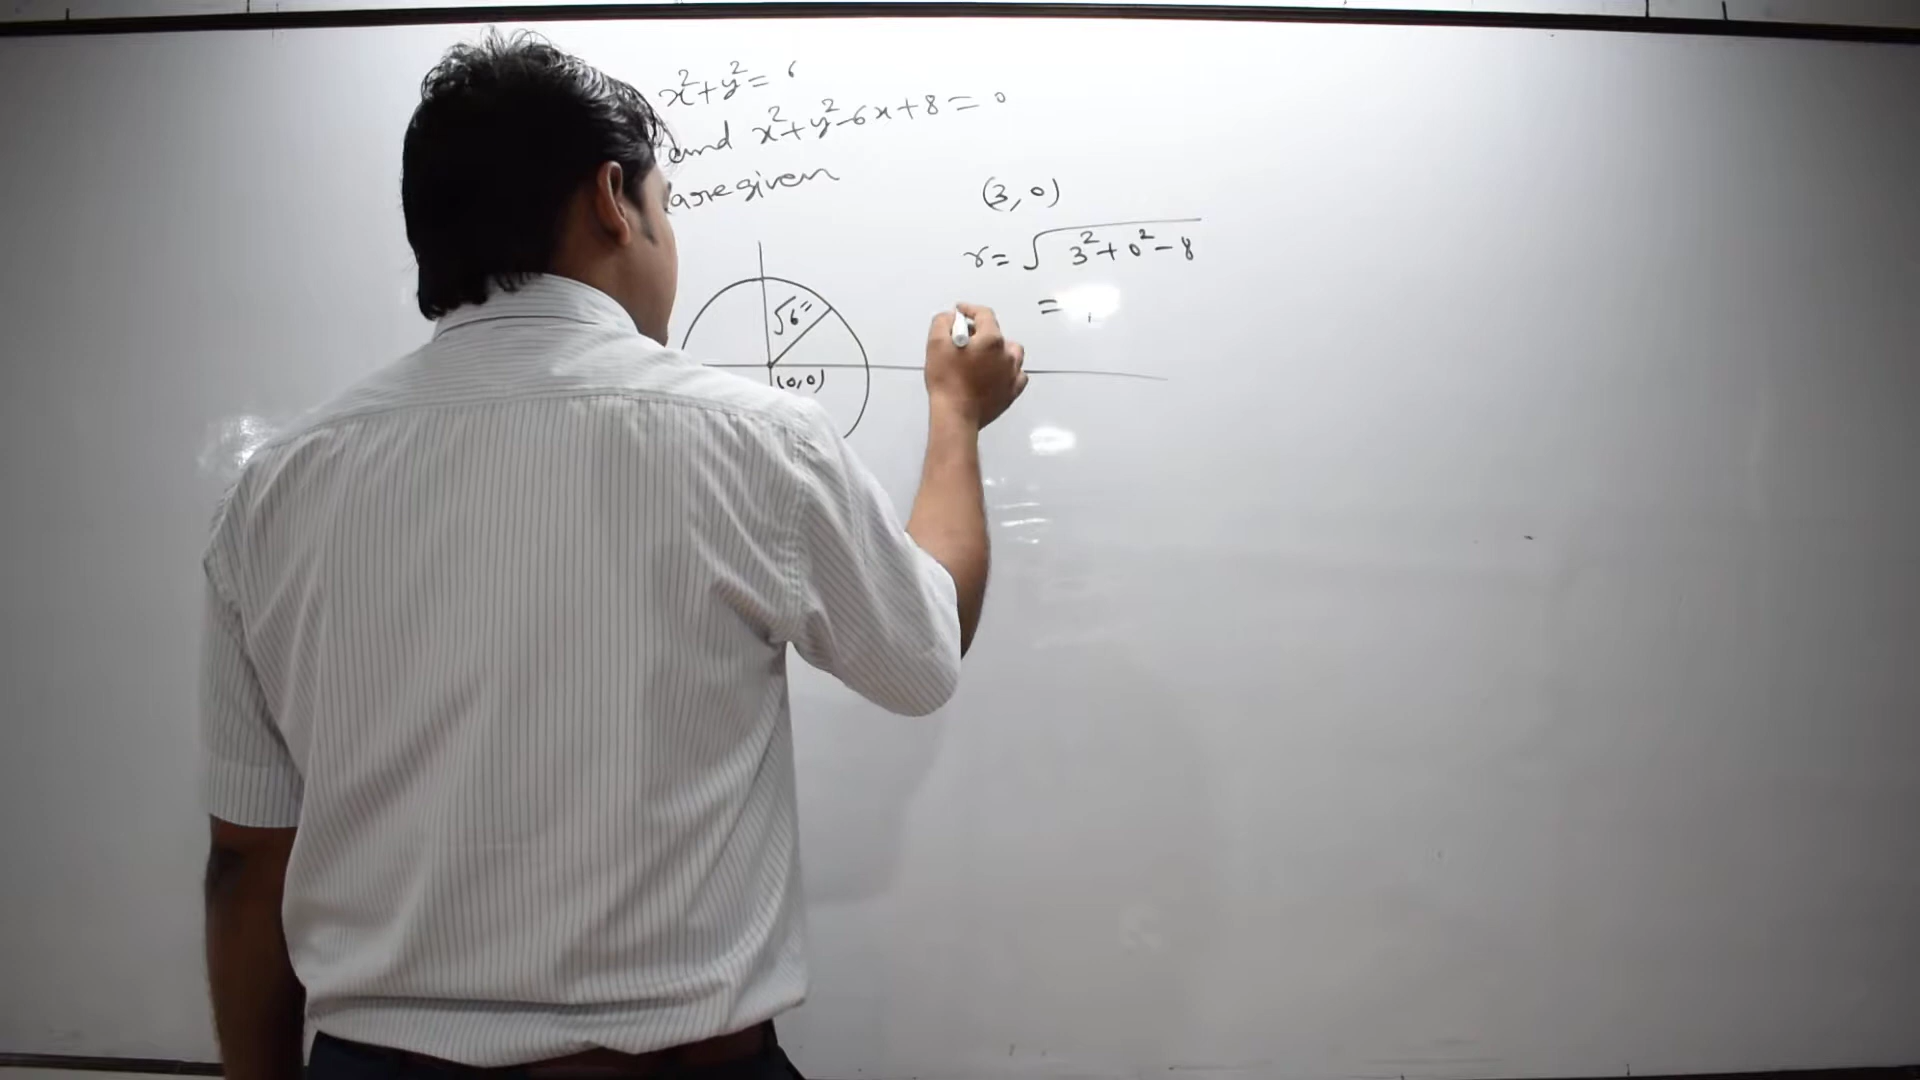 x²+y²= 6
and x²+y²-6x+8=0
are given
(3, 0)
r= √3²+0²-8
=
√6
(0,0)